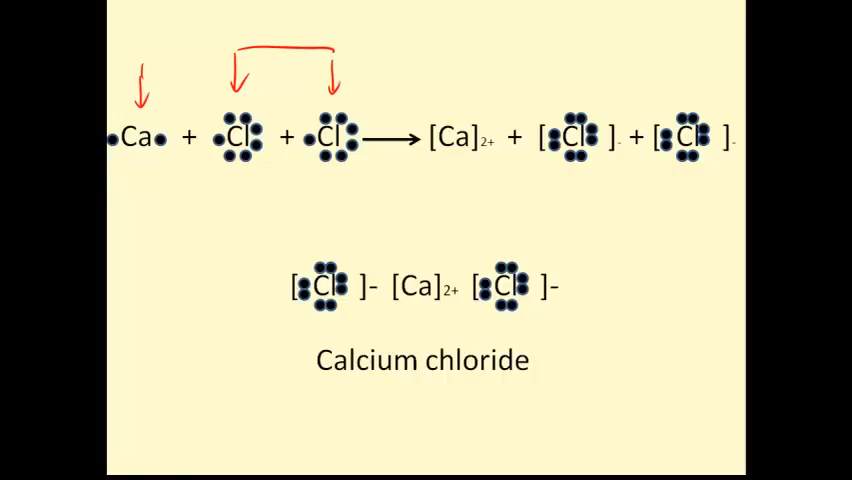 Ca + Cl + Cl ⟶ [Ca]2+ + [Cl]- + [Cl]-
[Cl]- [Ca]2+ [Cl]-
Calcium chloride